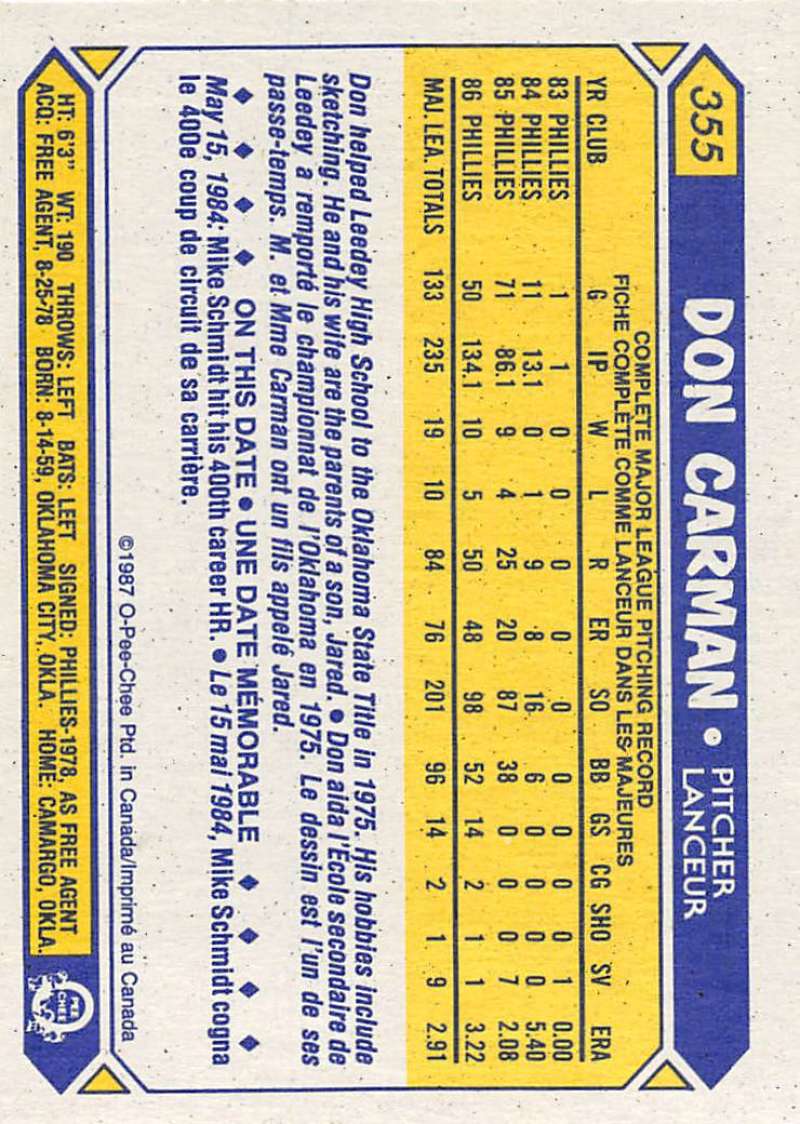 355 DON CARMAN • PITCHER
LANCEUR
COMPLETE MAJOR LEAGUE PITCHING RECORD
FICHE COMPLÈTE COMME LANCEUR DANS LES MAJEURES
YR CLUB G IP W L R ER SO BB GS CG SHO SV ERA
83 PHILLIES 1 1 0 0 0 0 0 0 0 0 0 1 0.00
84 PHILLIES 11 13.1 0 1 9 8 16 6 0 0 0 0 5.40
85 PHILLIES 71 86.1 9 4 25 20 87 38 0 0 0 7 2.08
86 PHILLIES 50 134.1 10 5 50 48 98 52 14 2 1 1 3.22
MAJ. LEA. TOTALS 133 235 19 10 84 76 201 96 14 2 1 9 2.91
Don helped Leedey High School to the Oklahoma State Title in 1975. His hobbies include
sketching. He and his wife are the parents of a son, Jared. • Don aida l'École secondaire de
Leedey a remporté le championnat de l'Oklahoma en 1975. Le dessin est l'un de ses
passe-temps. M. et Mme Carman ont un fils appelé Jared.
♦ ♦ ♦ ♦ ON THIS DATE • UNE DATE MÉMORABLE ♦ ♦ ♦ ♦
May 15, 1984: Mike Schmidt hit his 400th career HR. • Le 15 mai 1984, Mike Schmidt cogna
le 400e coup de circuit de sa carrière.
©1987 O-Pee-Chee Ptd. in Canada/Imprimé au Canada
HT: 6'3" WT: 190 THROWS: LEFT BATS: LEFT SIGNED: PHILLIES-1978, AS FREE AGENT
ACQ: FREE AGENT, 8-25-78 BORN: 8-14-59, OKLAHOMA CITY, OKLA. HOME: CAMARGO, OKLA.
O
PEE
CHEE